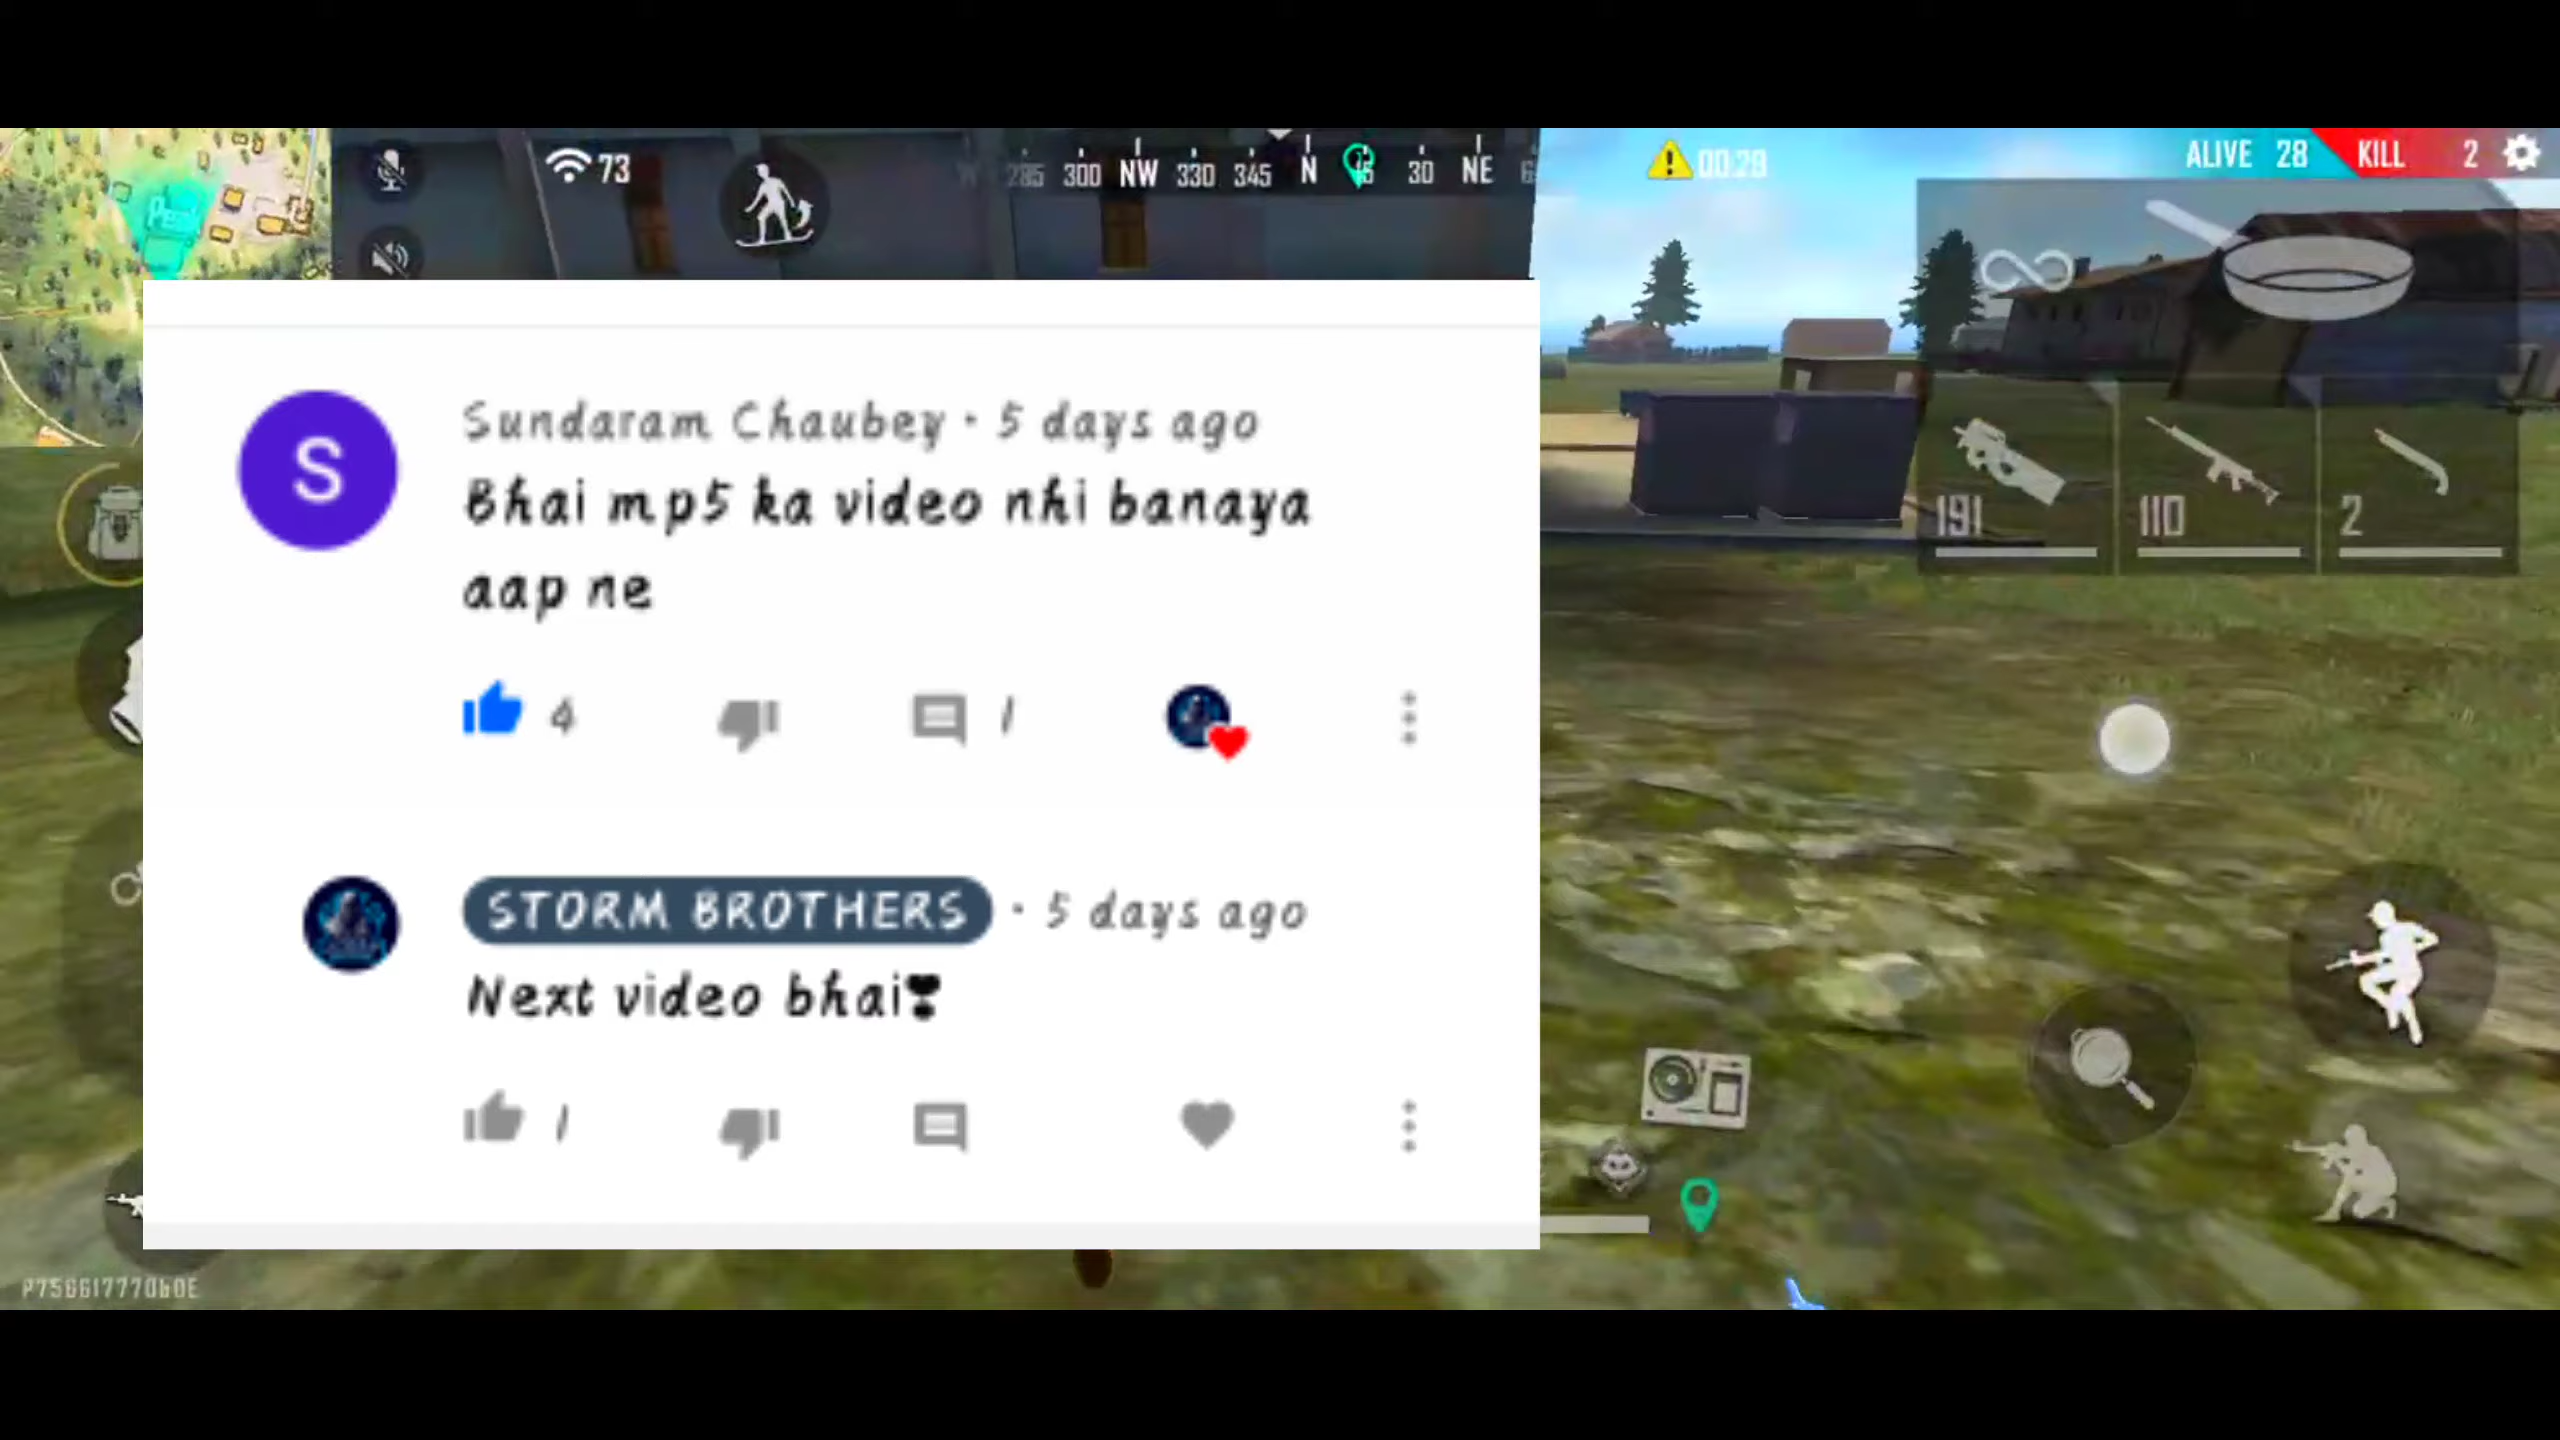 73
285 300 NW 330 345 N 15 30 NE
00:29
ALIVE 28 KILL 2
191 110 2
S
Sundaram Chaubey · 5 days ago
Bhai mp5 ka video nhi banaya
aap ne
4 1
STORM BROTHERS · 5 days ago
Next video bhai❣
1